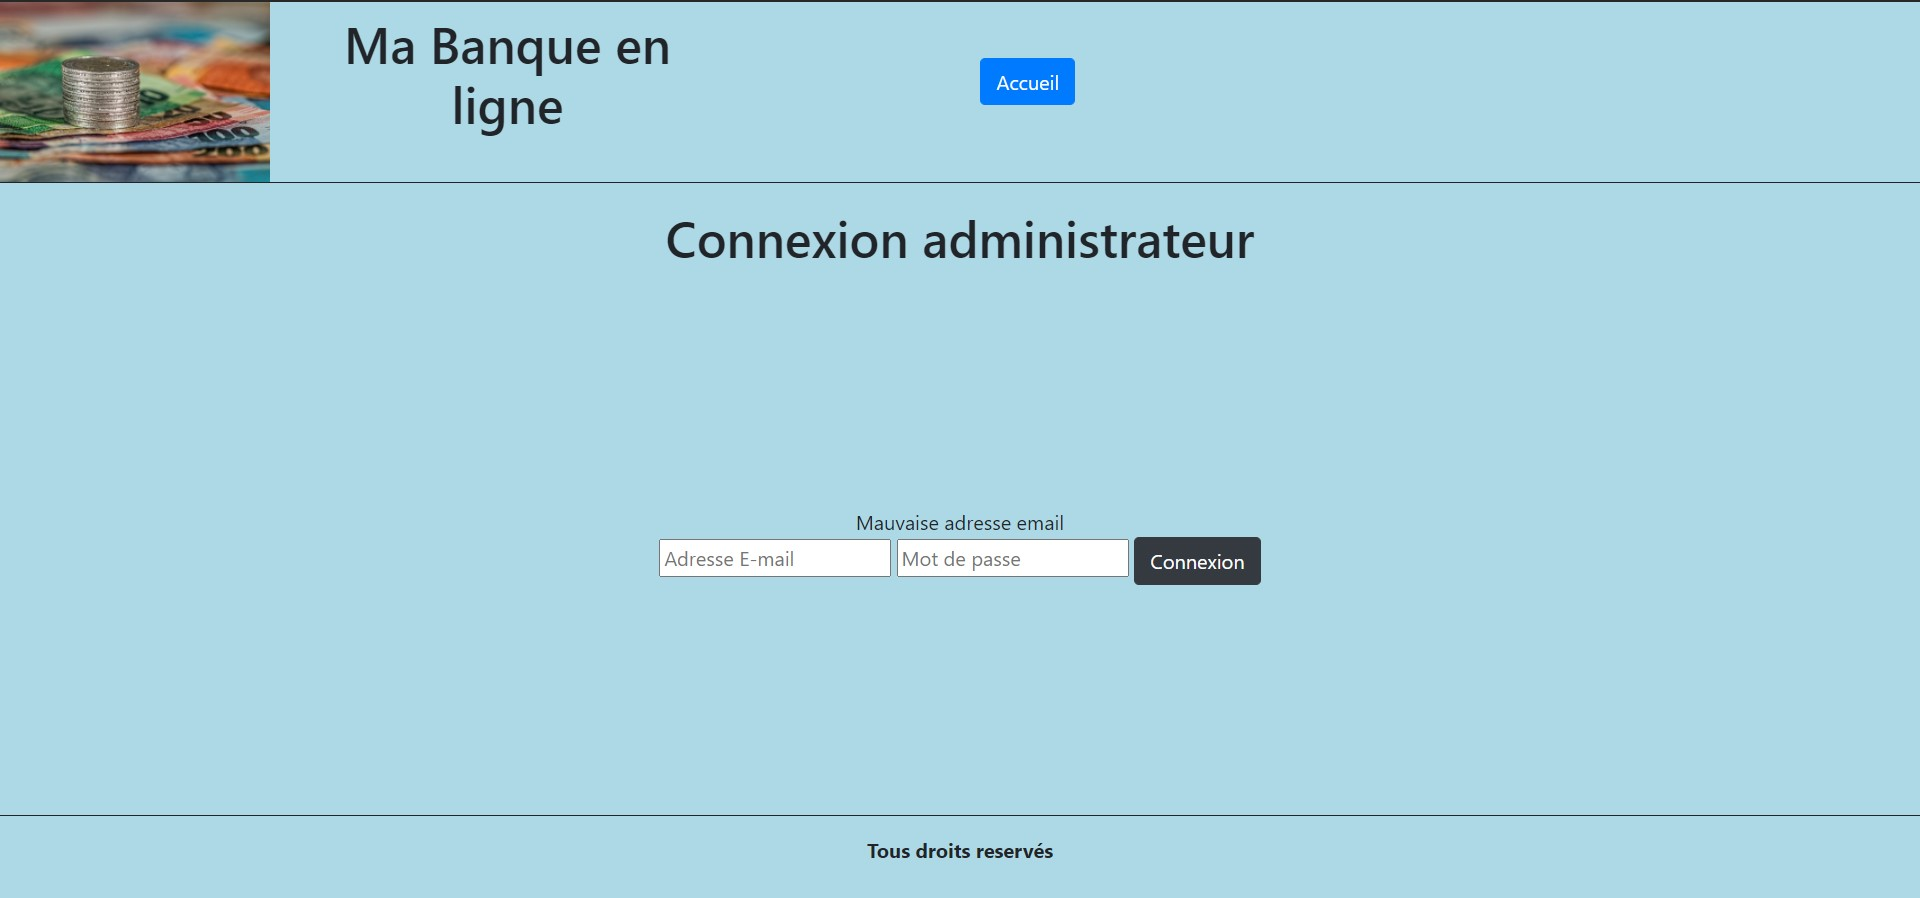 Ma Banque en
ligne
Accueil
100
Connexion administrateur
Mauvaise adresse email
Adresse E-mail Mot de passe Connexion
Tous droits reservés